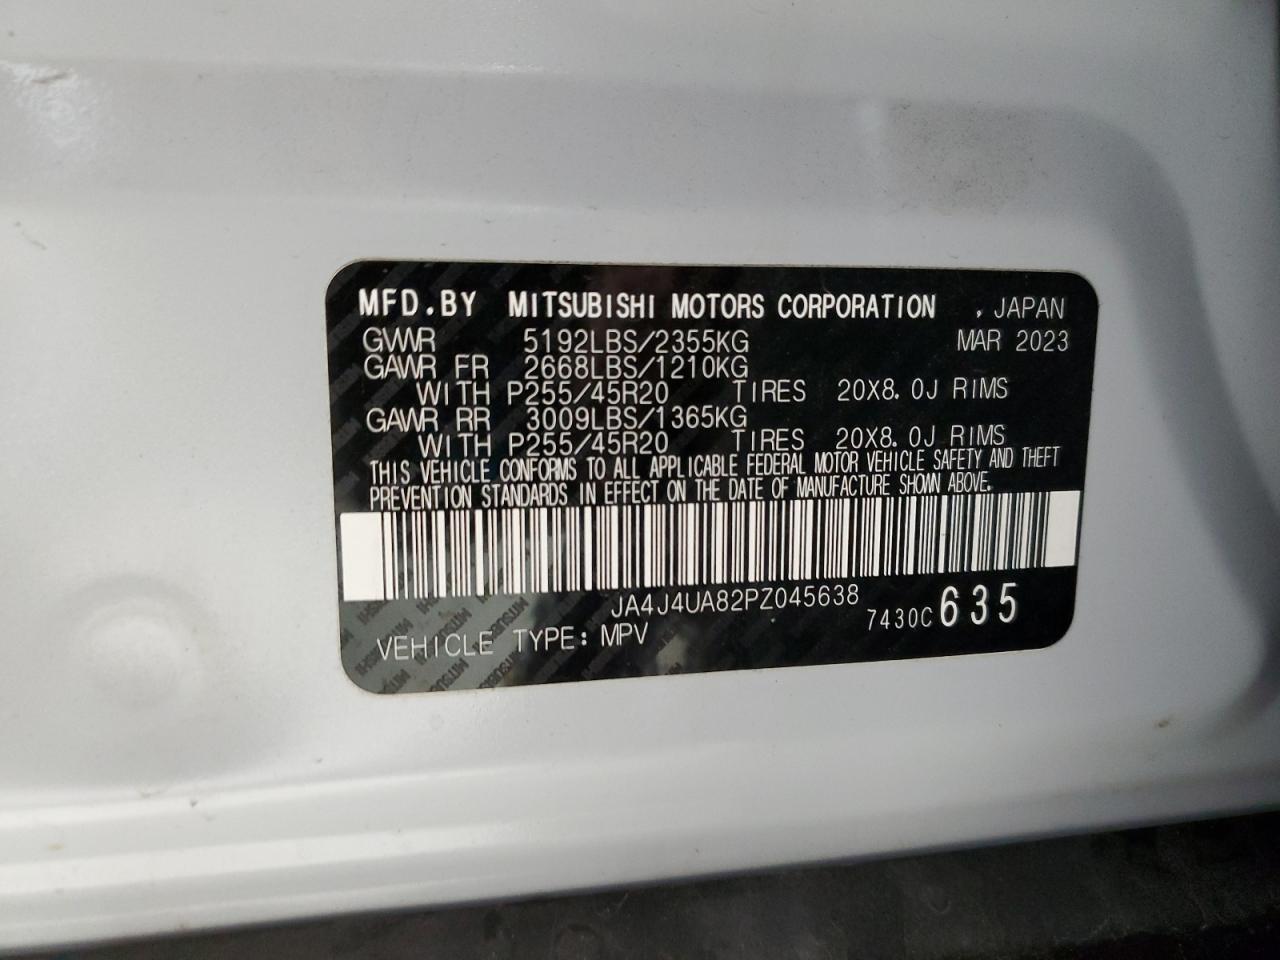 MFD.BY MITSUBISHI MOTORS CORPORATION , JAPAN
GVWR 5192LBS/2355KG MAR 2023
GAWR FR 2668LBS/1210KG
WITH P255/45R20 TIRES 20X8.0J RIMS
GAWR RR 3009LBS/1365KG
WITH P255/45R20 TIRES 20X8.0J RIMS
THIS VEHICLE CONFORMS TO ALL APPLICABLE FEDERAL MOTOR VEHICLE SAFETY AND THEFT
PREVENTION STANDARDS IN EFFECT ON THE DATE OF MANUFACTURE SHOWN ABOVE.
JA4J4UA82PZ045638 7430C 635
VEHICLE TYPE: MPV